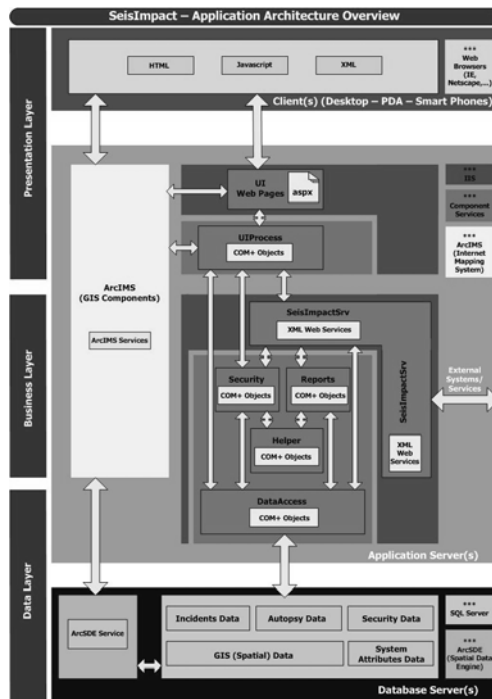 SeisImpact – Application Architecture Overview
Presentation Layer
HTML
Javascript
XML
***
Web
Browsers
(IE,
Netscape,...)
Client(s) (Desktop – PDA – Smart Phones)
UI
Web Pages
aspx
***
IIS
***
Component
Services
***
ArcIMS
(Internet
Mapping
System)
UIProcess
COM+ Objects
ArcIMS
(GIS Components)
ArcIMS Services
Business Layer
SeisImpactSrv
XML Web Services
Security
COM+ Objects
Reports
COM+ Objects
Helper
COM+ Objects
SeisImpactSrv
XML
Web
Services
External
Systems/
Services
DataAccess
COM+ Objects
Application Server(s)
Data Layer
ArcSDE Service
Incidents Data
Autopsy Data
Security Data
GIS (Spatial) Data
System
Attributes Data
***
SQL Server
***
ArcSDE
(Spatial Data
Engine)
Database Server(s)